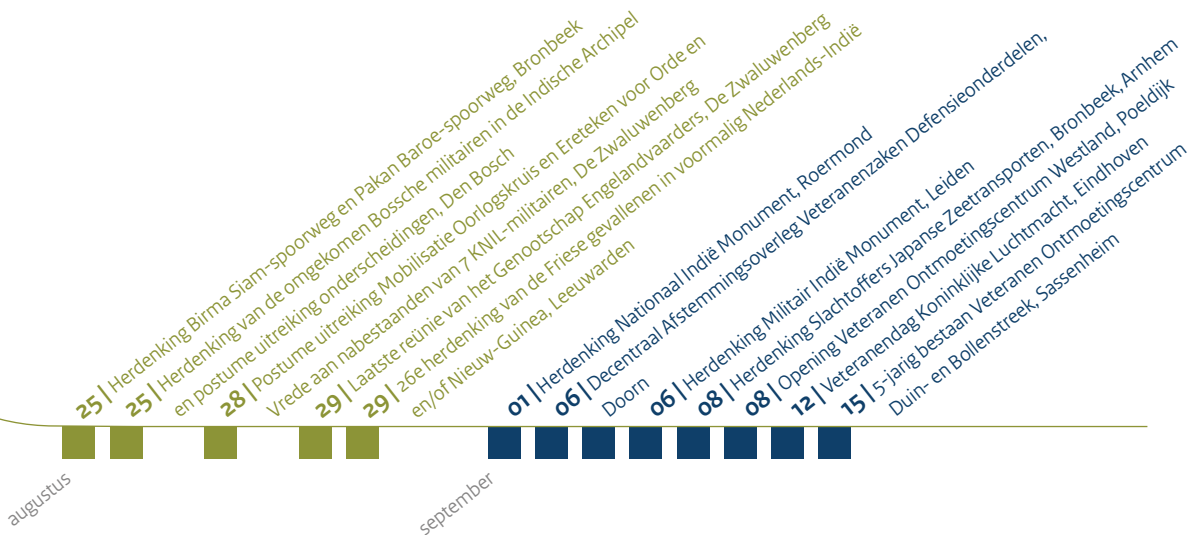 25 | Herdenking Birma Siam-spoorweg en Pakan Baroe-spoorweg, Bronbeek
25 | Herdenking van de omgekomen Bossche militairen in de Indische Archipel
en postume uitreiking onderscheidingen, Den Bosch
28 | Postume uitreiking Mobilisatie Oorlogskruis en Ereteken voor Orde en
Vrede aan nabestaanden van 7 KNIL-militairen, De Zwaluwenberg
29 | Laatste reünie van het Genootschap Engelandvaarders, De Zwaluwenberg
29 | 26e herdenking van de Friese gevallenen in voormalig Nederlands-Indië
en/of Nieuw-Guinea, Leeuwarden
01 | Herdenking Nationaal Indië Monument, Roermond
06 | Decentraal Afstemmingsoverleg Veteranenzaken Defensieonderdelen,
Doorn
06 | Herdenking Militair Indië Monument, Leiden
08 | Herdenking Slachtoffers Japanse Zeetransporten, Bronbeek, Arnhem
08 | Opening Veteranen Ontmoetingscentrum Westland, Poeldijk
12 | Veteranendag Koninklijke Luchtmacht, Eindhoven
15 | 5-jarig bestaan Veteranen Ontmoetingscentrum
Duin- en Bollenstreek, Sassenheim
augustus
september